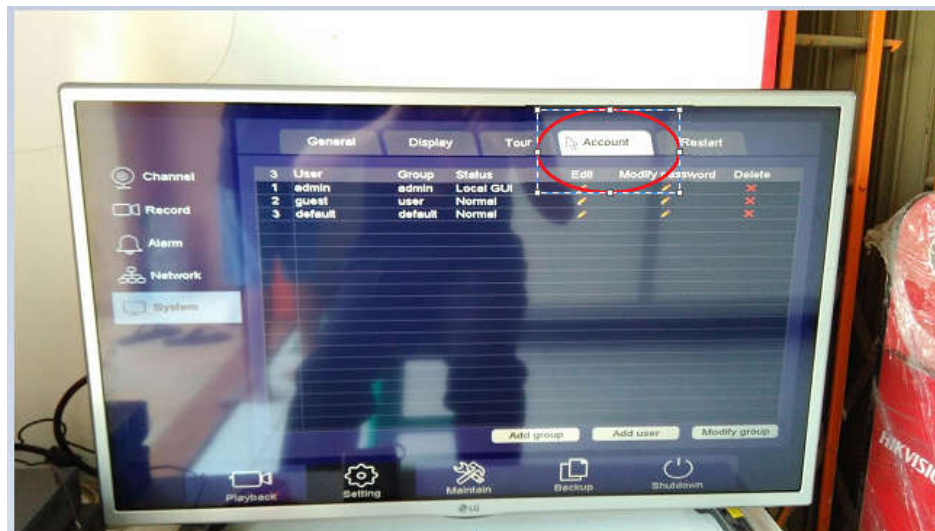 General Display Tour Account Restart
Channel
Record
Alarm
Network
System
3 User Group Status Edit Modify password Delete
1 admin admin Local GUI
2 guest user Normal
3 default default Normal
Add group Add user Modify group
Playback Setting Maintain Backup Shutdown
LG
HIKVISI